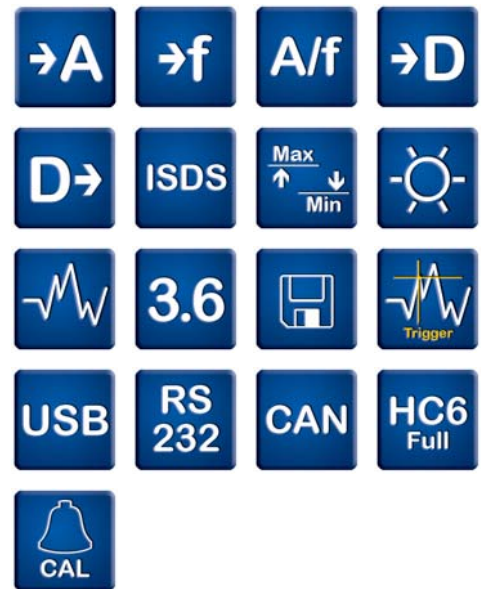 →A
→f
A/f
→D
D→
ISDS
Max
Min
3.6
Trigger
USB
RS
232
CAN
HC6
Full
CAL